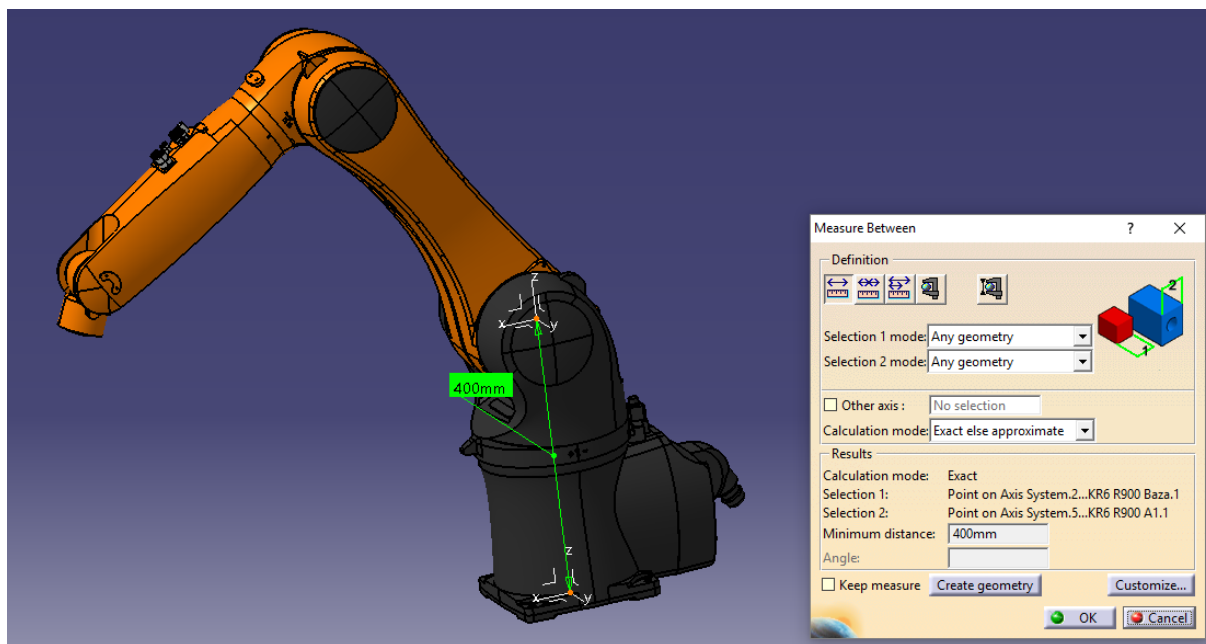 z
x
y
400mm
z
x
y
Measure Between
?
X
Definition
2
1
Selection 1 mode: Any geometry
Selection 2 mode: Any geometry
Other axis : No selection
Calculation mode: Exact else approximate
Results
Calculation mode: Exact
Selection 1: Point on Axis System.2...KR6 R900 Baza.1
Selection 2: Point on Axis System.5...KR6 R900 A1.1
Minimum distance: 400mm
Angle:
Keep measure Create geometry Customize...
OK Cancel